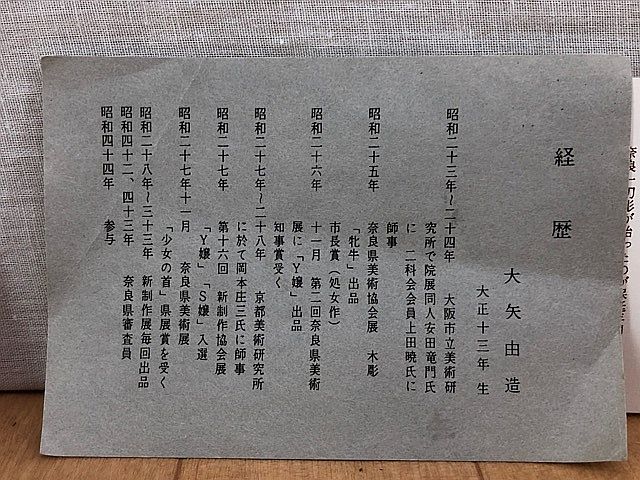 経歴
大矢由造
大正十三年 生
昭和二十三年～二十四年 大阪市立美術研
究所で院展同人安田竜門氏
に 二科会会員上田暁氏に
師事
昭和二十五年 奈良県美術協会展 木彫
「牝牛」出品
市長賞（処女作）
昭和二十六年 十一月 第二回奈良県美術
展に「Y嬢」出品
知事賞受く
昭和二十七年～二十八年 京都美術研究所
に於て岡本庄三氏に師事
昭和二十七年 第十六回 新制作協会展
「Y嬢」「S嬢」入選
昭和二十七年十一月 奈良県美術展
「少女の首」県展賞を受く
昭和二十八年～三十三年 新制作展毎回出品
昭和四十二、四十三年 奈良県審査員
昭和四十四年 参与